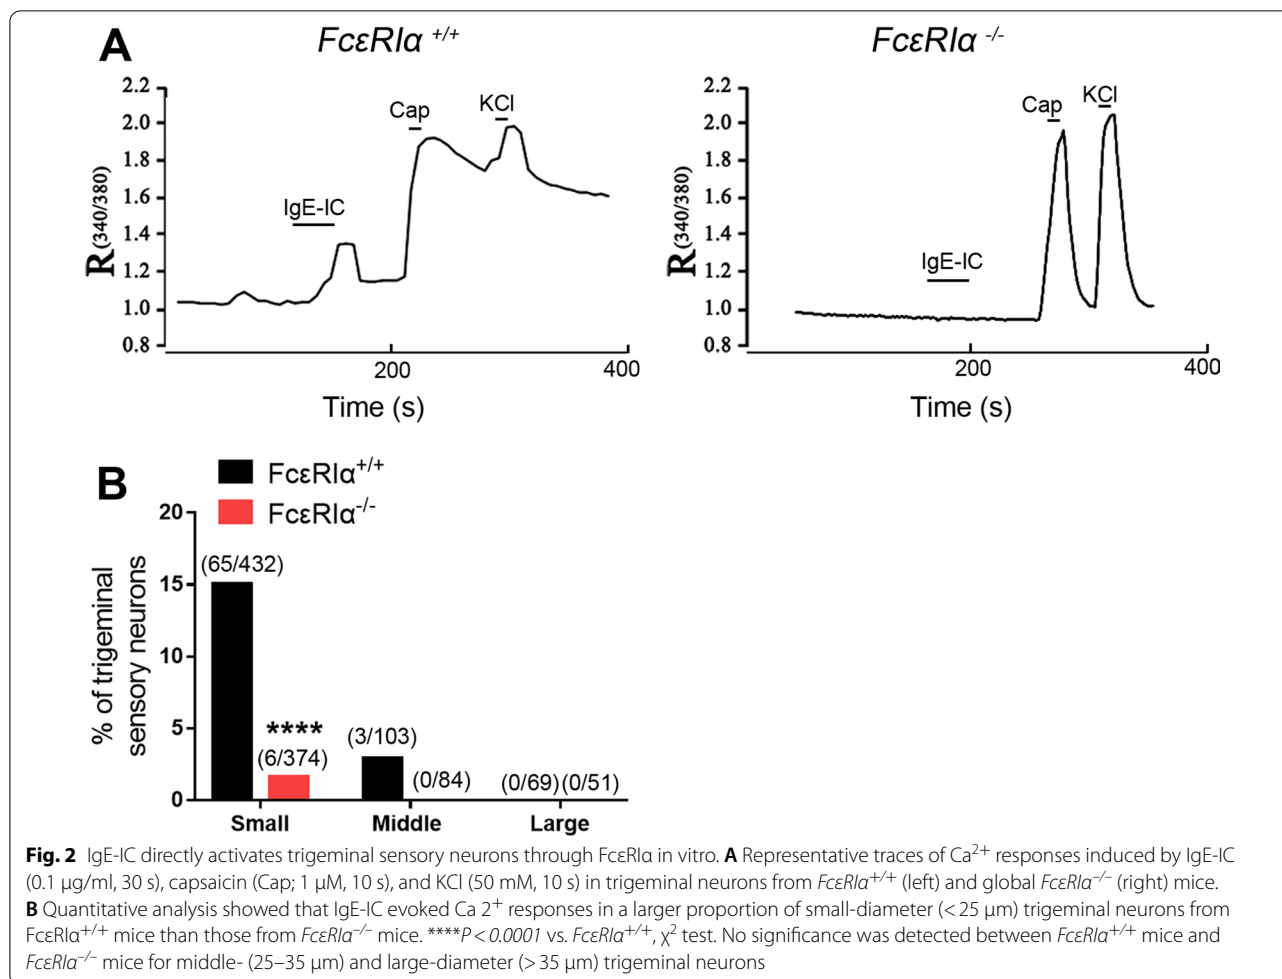 A
FcεRIα +/+
FcεRIα -/-
2.2
2.0
1.8
1.6
1.4
1.2
1.0
0.8
R(340/380)
IgE-IC
Cap
KCl
200
400
Time (s)
2.2
2.0
1.8
1.6
1.4
1.2
1.0
0.8
R(340/380)
IgE-IC
Cap
KCl
200
400
Time (s)
B
FcεRIα+/+
FcεRIα-/-
% of trigeminal
sensory neurons
20
15
10
5
0
(65/432)
****
(6/374)
(3/103)
(0/84)
(0/69) (0/51)
Small Middle Large
Fig. 2 IgE-IC directly activates trigeminal sensory neurons through FcεRIα in vitro. A Representative traces of Ca2+ responses induced by IgE-IC
(0.1 μg/ml, 30 s), capsaicin (Cap; 1 μM, 10 s), and KCl (50 mM, 10 s) in trigeminal neurons from FcεRIα+/+ (left) and global FcεRIα−/− (right) mice.
B Quantitative analysis showed that IgE-IC evoked Ca 2+ responses in a larger proportion of small-diameter (< 25 μm) trigeminal neurons from
FcεRIα+/+ mice than those from FcεRIα−/− mice. ****P < 0.0001 vs. FcεRIα+/+, χ2 test. No significance was detected between FcεRIα+/+ mice and
FcεRIα−/− mice for middle- (25–35 μm) and large-diameter (> 35 μm) trigeminal neurons